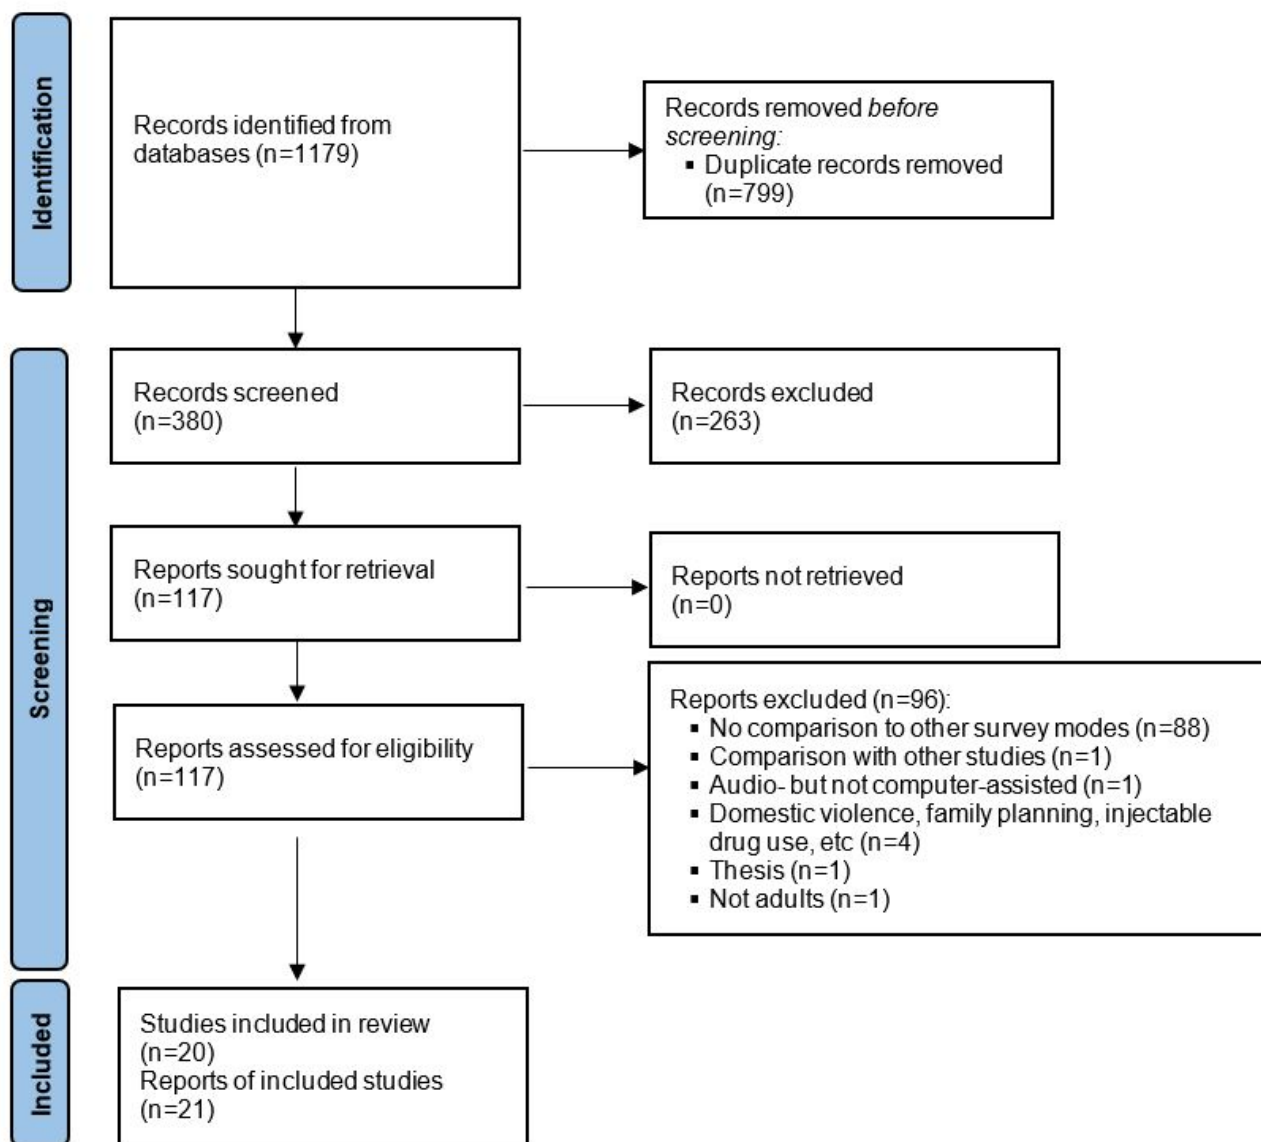 Identification
Records identified from
databases (n=1179)
Records removed before
screening:
▪ Duplicate records removed
(n=799)
Screening
Records screened
(n=380)
Records excluded
(n=263)
Reports sought for retrieval
(n=117)
Reports not retrieved
(n=0)
Reports assessed for eligibility
(n=117)
Reports excluded (n=96):
▪ No comparison to other survey modes (n=88)
▪ Comparison with other studies (n=1)
▪ Audio- but not computer-assisted (n=1)
▪ Domestic violence, family planning, injectable
drug use, etc (n=4)
▪ Thesis (n=1)
▪ Not adults (n=1)
Included
Studies included in review
(n=20)
Reports of included studies
(n=21)